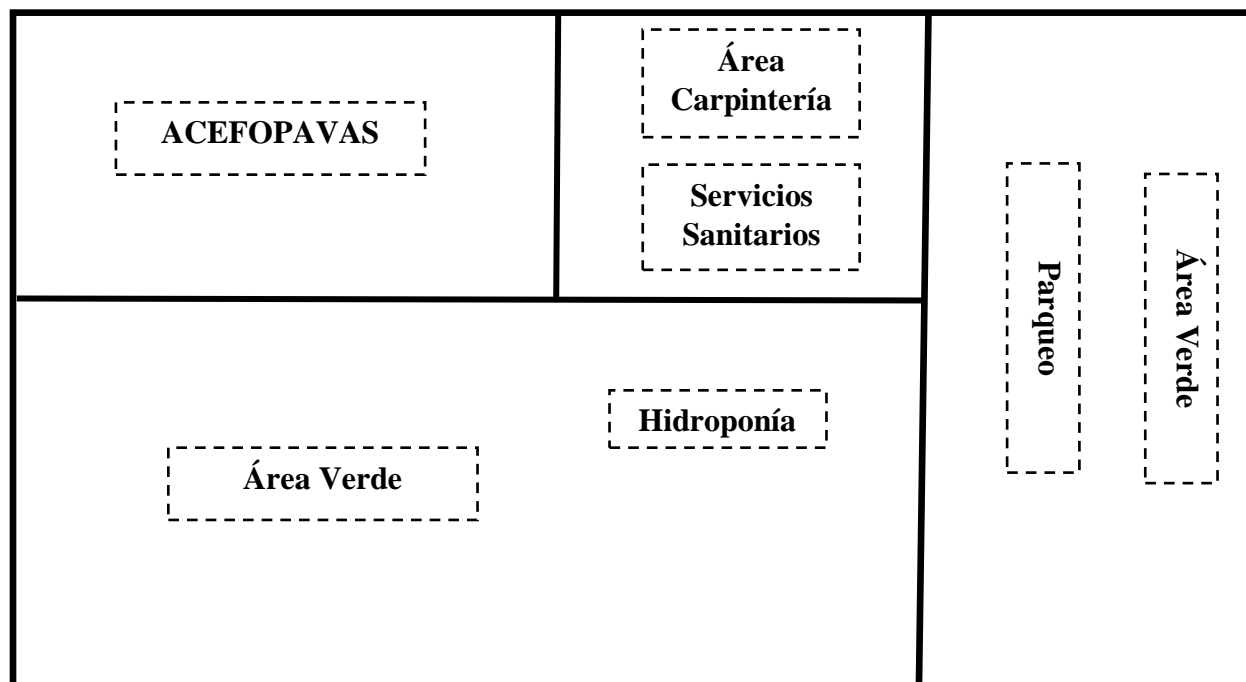 ACEFOPAVAS
Área
Carpintería
Servicios
Sanitarios
Parqueo
Área Verde
Hidroponía
Área Verde